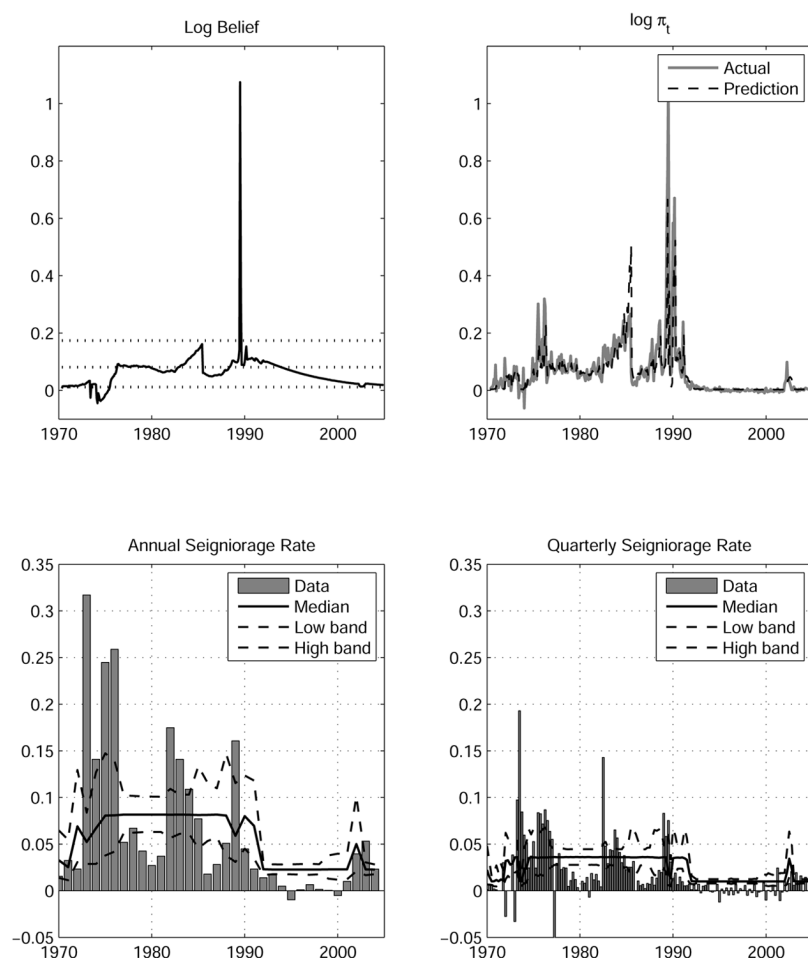 Log Belief
1
0.8
0.6
0.4
0.2
0
1970 1980 1990 2000
log πt
Actual
Prediction
1
0.8
0.6
0.4
0.2
0
1970 1980 1990 2000
Annual Seigniorage Rate
0.35
0.3
0.25
0.2
0.15
0.1
0.05
0
−0.05
Data
Median
Low band
High band
1970 1980 1990 2000
Quarterly Seigniorage Rate
0.35
0.3
0.25
0.2
0.15
0.1
0.05
0
−0.05
Data
Median
Low band
High band
1970 1980 1990 2000